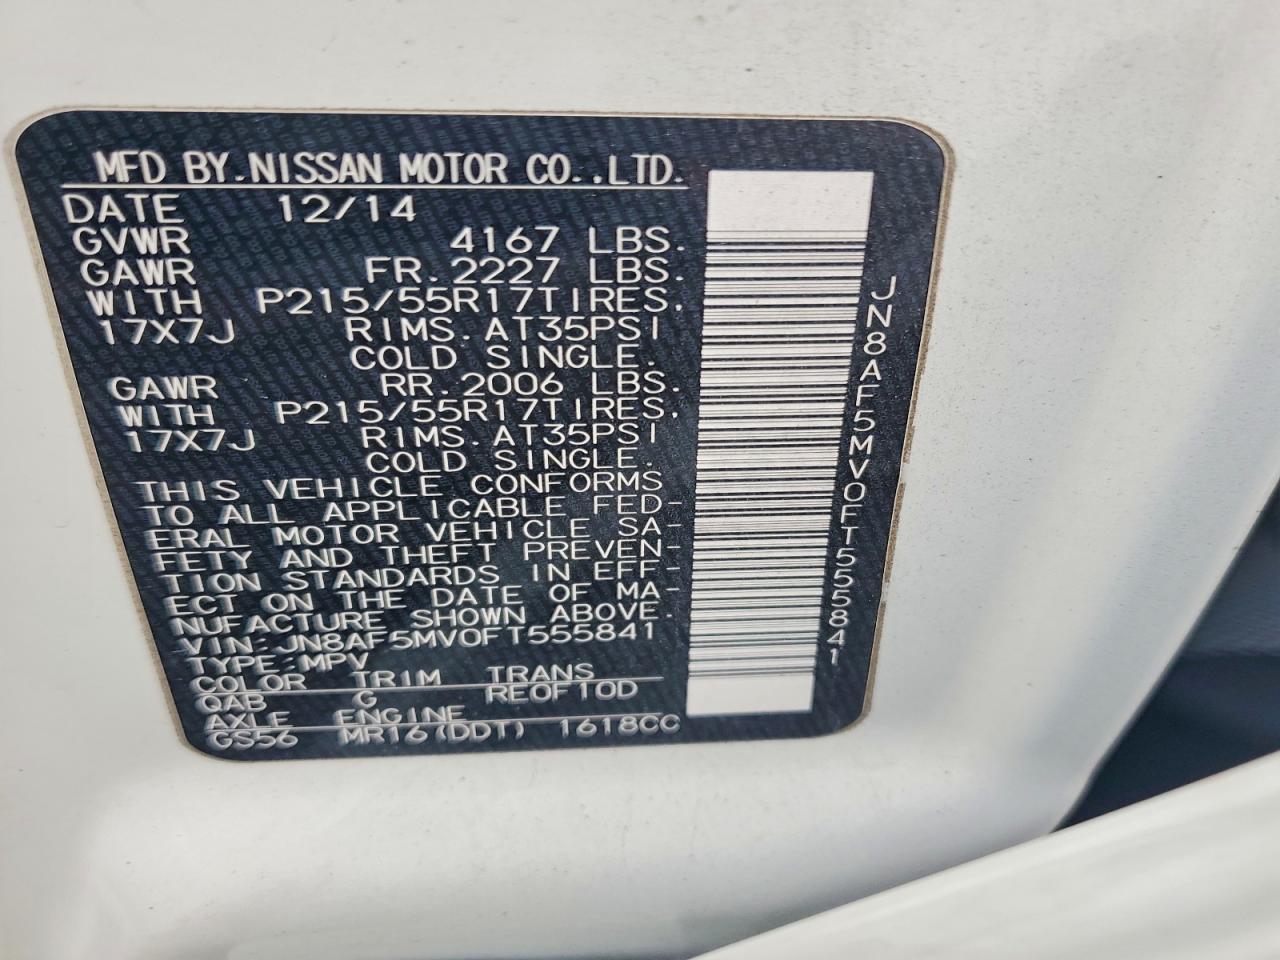 MFD BY.NISSAN MOTOR CO.,LTD.
DATE 12/14
GVWR 4167 LBS.
GAWR FR.2227 LBS.
WITH P215/55R17TIRES.
17X7J RIMS.AT35PSI
COLD SINGLE.
GAWR RR.2006 LBS.
WITH P215/55R17TIRES.
17X7J RIMS.AT35PSI
COLD SINGLE.
THIS VEHICLE CONFORMS
TO ALL APPLICABLE FED-
ERAL MOTOR VEHICLE SA-
FETY AND THEFT PREVEN-
TION STANDARDS IN EFF-
ECT ON THE DATE OF MA-
NUFACTURE SHOWN ABOVE.
VIN:JN8AF5MV0FT555841
TYPE:MPV
COLOR TRIM TRANS
QAB G RE0F10D
AXLE ENGINE
GS56 MR16(DDT) 1618CC
JN8AF5MV0FT555841